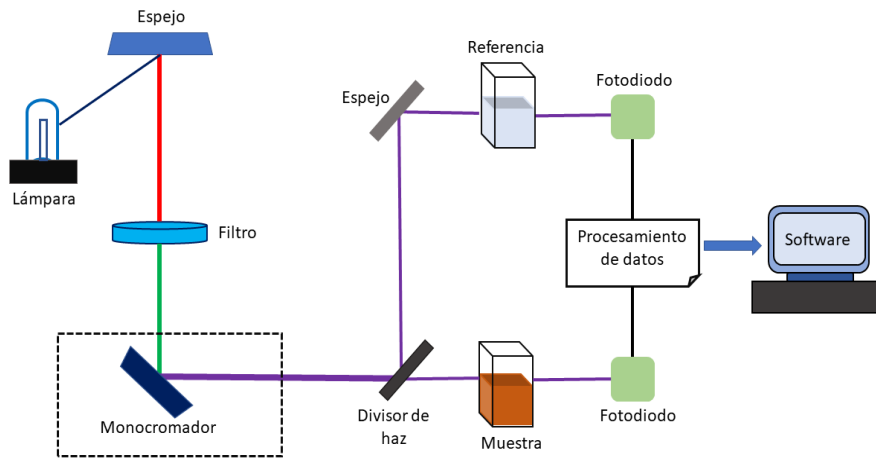 Espejo
Lámpara
Filtro
Monocromador
Espejo
Referencia
Fotodiodo
Procesamiento
de datos
Software
Divisor de
haz
Muestra
Fotodiodo